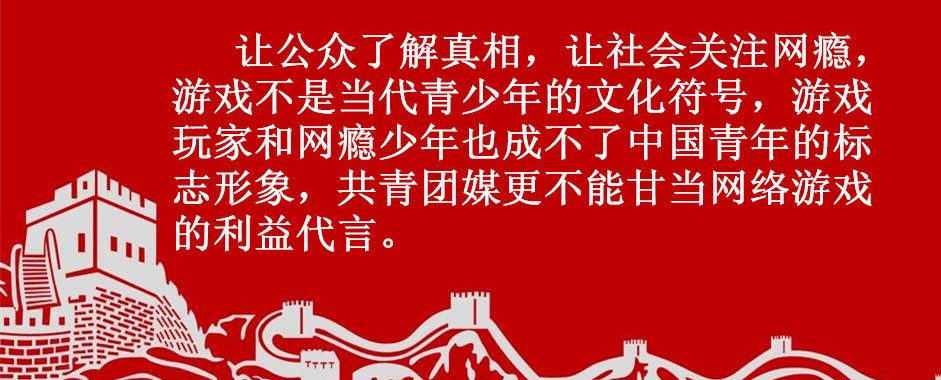 让公众了解真相，让社会关注网瘾，
游戏不是当代青少年的文化符号，游戏
玩家和网瘾少年也成不了中国青年的标
志形象，共青团媒更不能甘当网络游戏
的利益代言。